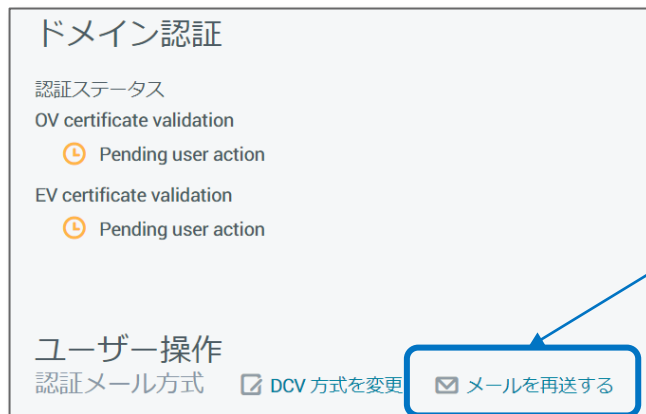 ドメイン認証
認証ステータス
OV certificate validation
Pending user action
EV certificate validation
Pending user action
ユーザー操作
認証メール方式 DCV 方式を変更 メールを再送する